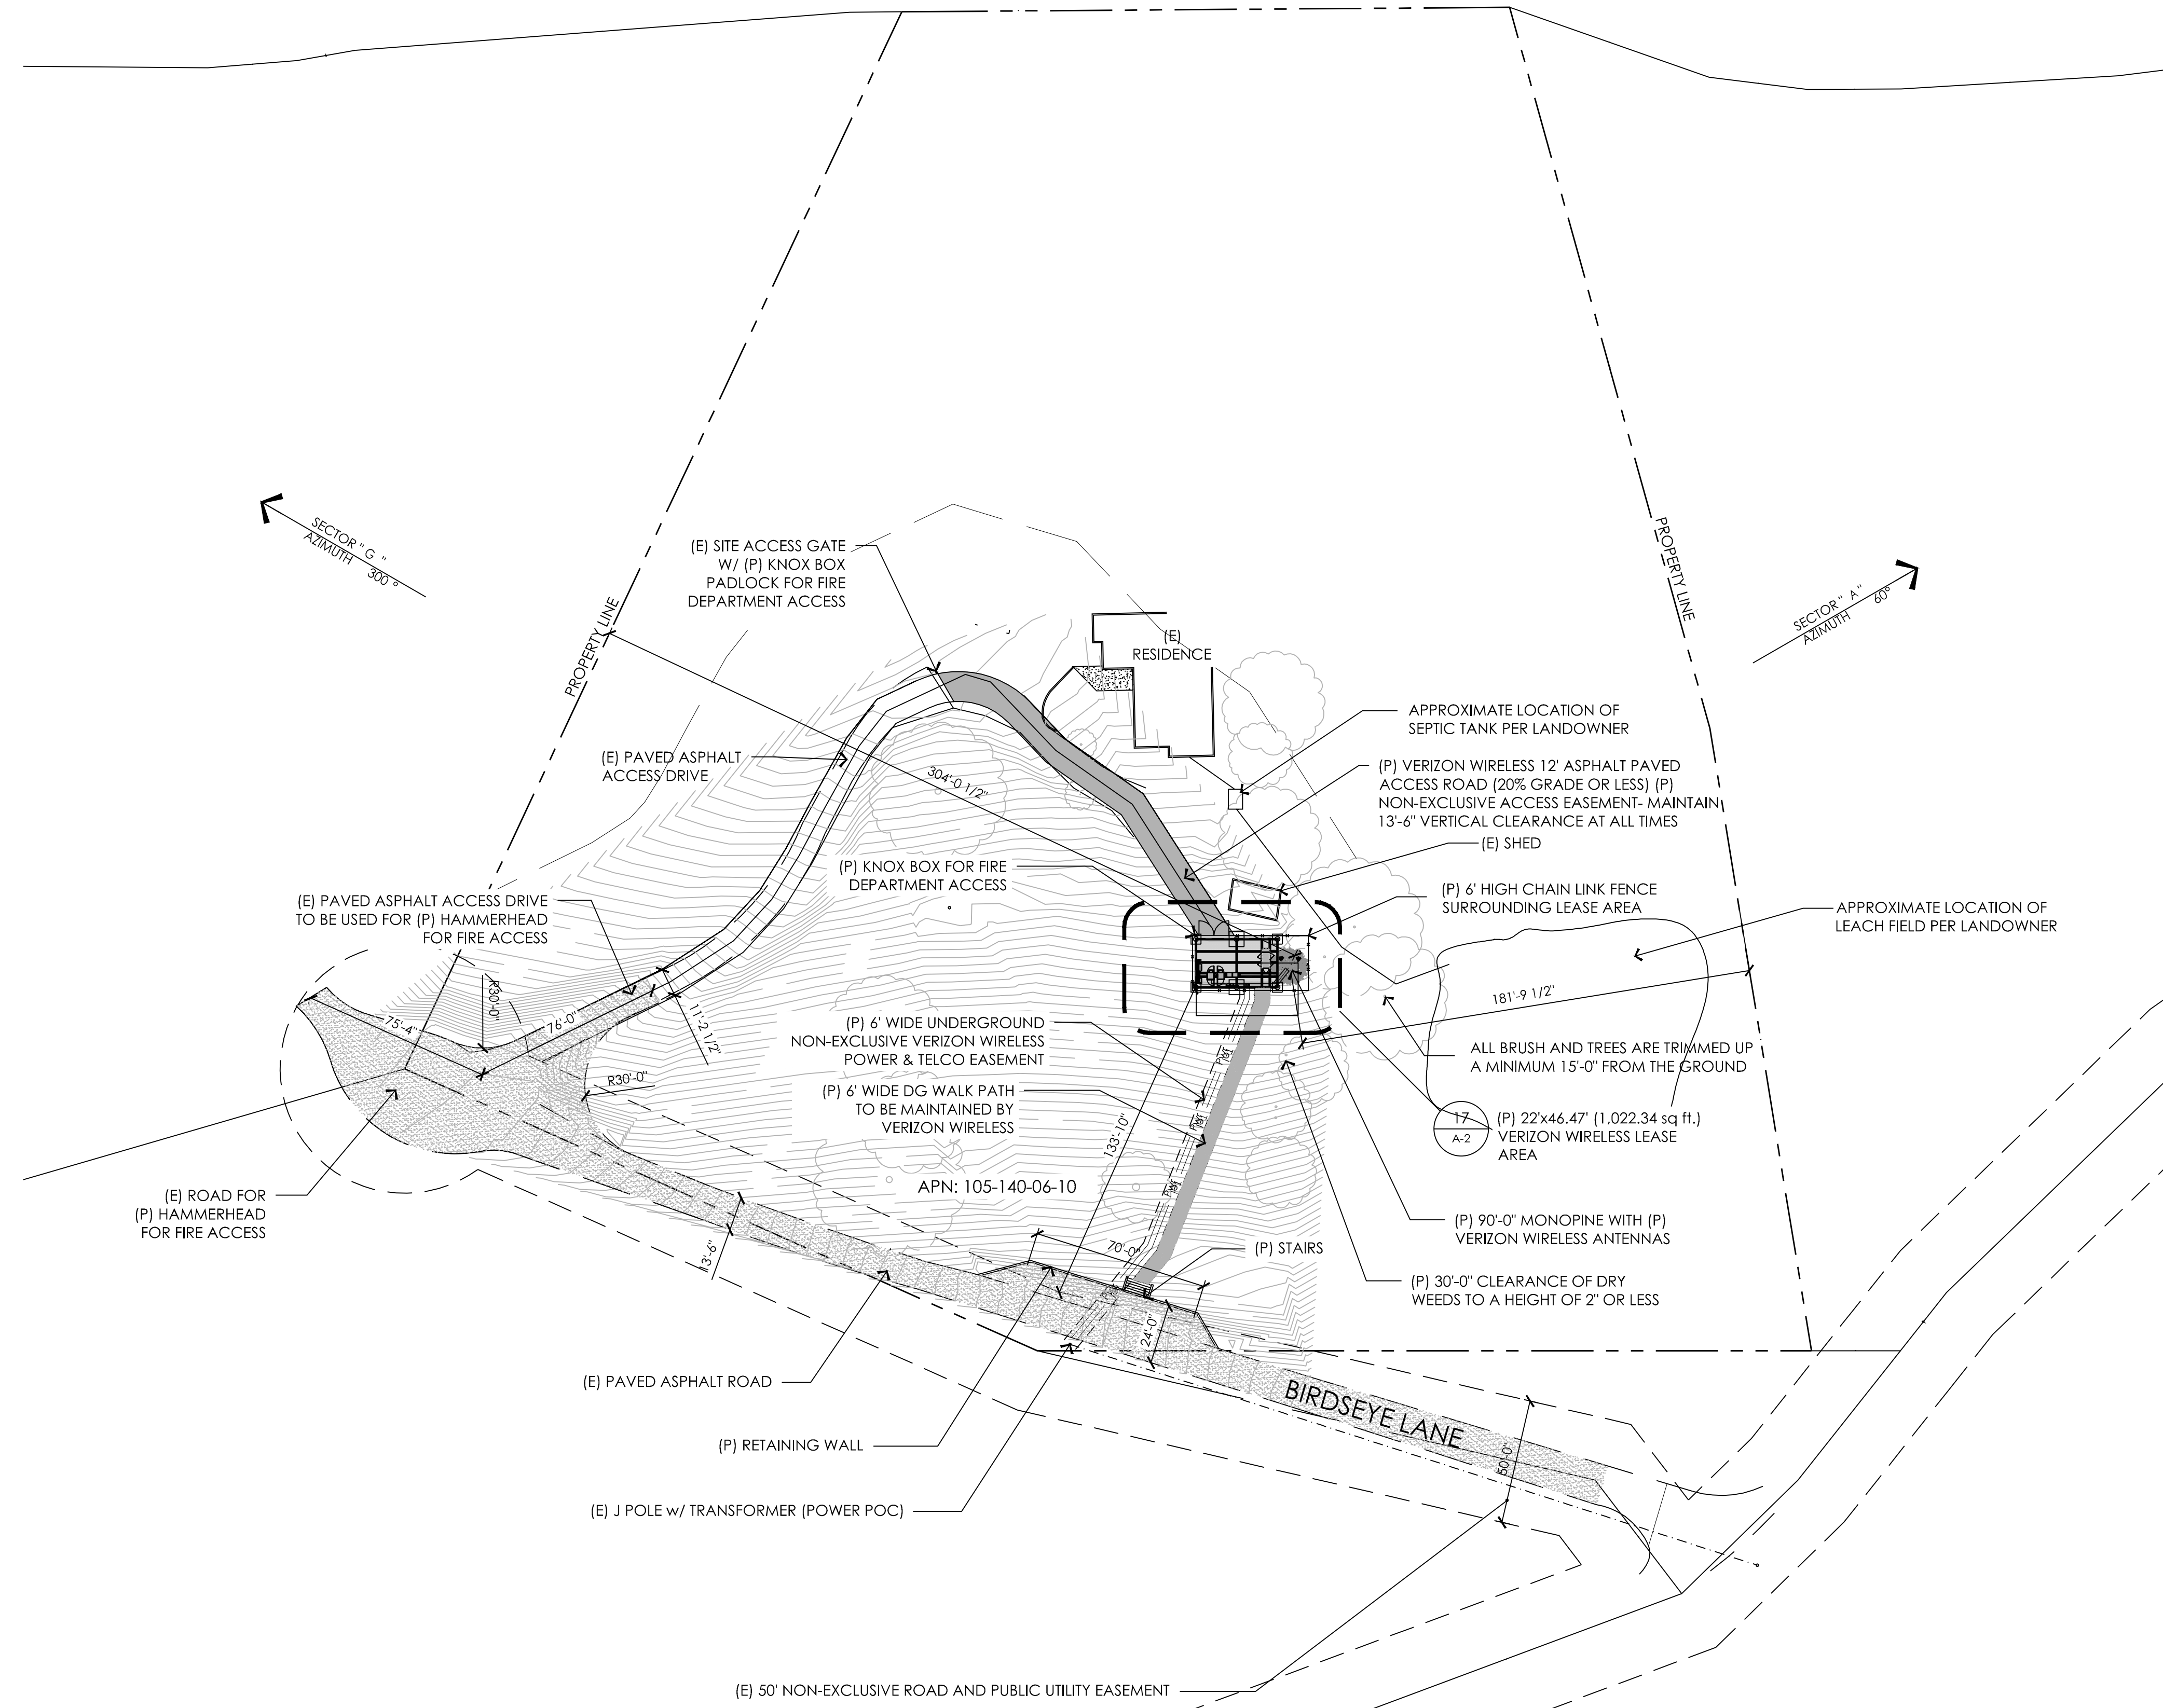 SECTOR " G "
AZIMUTH 300 °
PROPERTY LINE
PROPERTY LINE
SECTOR " A "
AZIMUTH 60°
(E) SITE ACCESS GATE
W/ (P) KNOX BOX
PADLOCK FOR FIRE
DEPARTMENT ACCESS
(E)
RESIDENCE
APPROXIMATE LOCATION OF
SEPTIC TANK PER LANDOWNER
(E) PAVED ASPHALT
ACCESS DRIVE
304'-0 1/2"
(P) VERIZON WIRELESS 12' ASPHALT PAVED
ACCESS ROAD (20% GRADE OR LESS) (P)
NON-EXCLUSIVE ACCESS EASEMENT- MAINTAIN
13'-6" VERTICAL CLEARANCE AT ALL TIMES
(E) SHED
(P) KNOX BOX FOR FIRE
DEPARTMENT ACCESS
(P) 6' HIGH CHAIN LINK FENCE
SURROUNDING LEASE AREA
APPROXIMATE LOCATION OF
LEACH FIELD PER LANDOWNER
(E) PAVED ASPHALT ACCESS DRIVE
TO BE USED FOR (P) HAMMERHEAD
FOR FIRE ACCESS
R30'-0"
75'-4"
76'-0"
11'-2 1/2"
R30'-0"
181'-9 1/2"
(P) 6' WIDE UNDERGROUND
NON-EXCLUSIVE VERIZON WIRELESS
POWER & TELCO EASEMENT
ALL BRUSH AND TREES ARE TRIMMED UP
A MINIMUM 15'-0" FROM THE GROUND
(P) 6' WIDE DG WALK PATH
TO BE MAINTAINED BY
VERIZON WIRELESS
133'-10"
17
A-2
(P) 22'x46.47' (1,022.34 sq ft.)
VERIZON WIRELESS LEASE
AREA
APN: 105-140-06-10
(E) ROAD FOR
(P) HAMMERHEAD
FOR FIRE ACCESS
13'-6"
70'-0"
(P) STAIRS
(P) 90'-0" MONOPINE WITH (P)
VERIZON WIRELESS ANTENNAS
(P) 30'-0" CLEARANCE OF DRY
WEEDS TO A HEIGHT OF 2" OR LESS
24'-0"
(E) PAVED ASPHALT ROAD
BIRDSEYE LANE
(P) RETAINING WALL
50'-0"
(E) J POLE w/ TRANSFORMER (POWER POC)
(E) 50' NON-EXCLUSIVE ROAD AND PUBLIC UTILITY EASEMENT